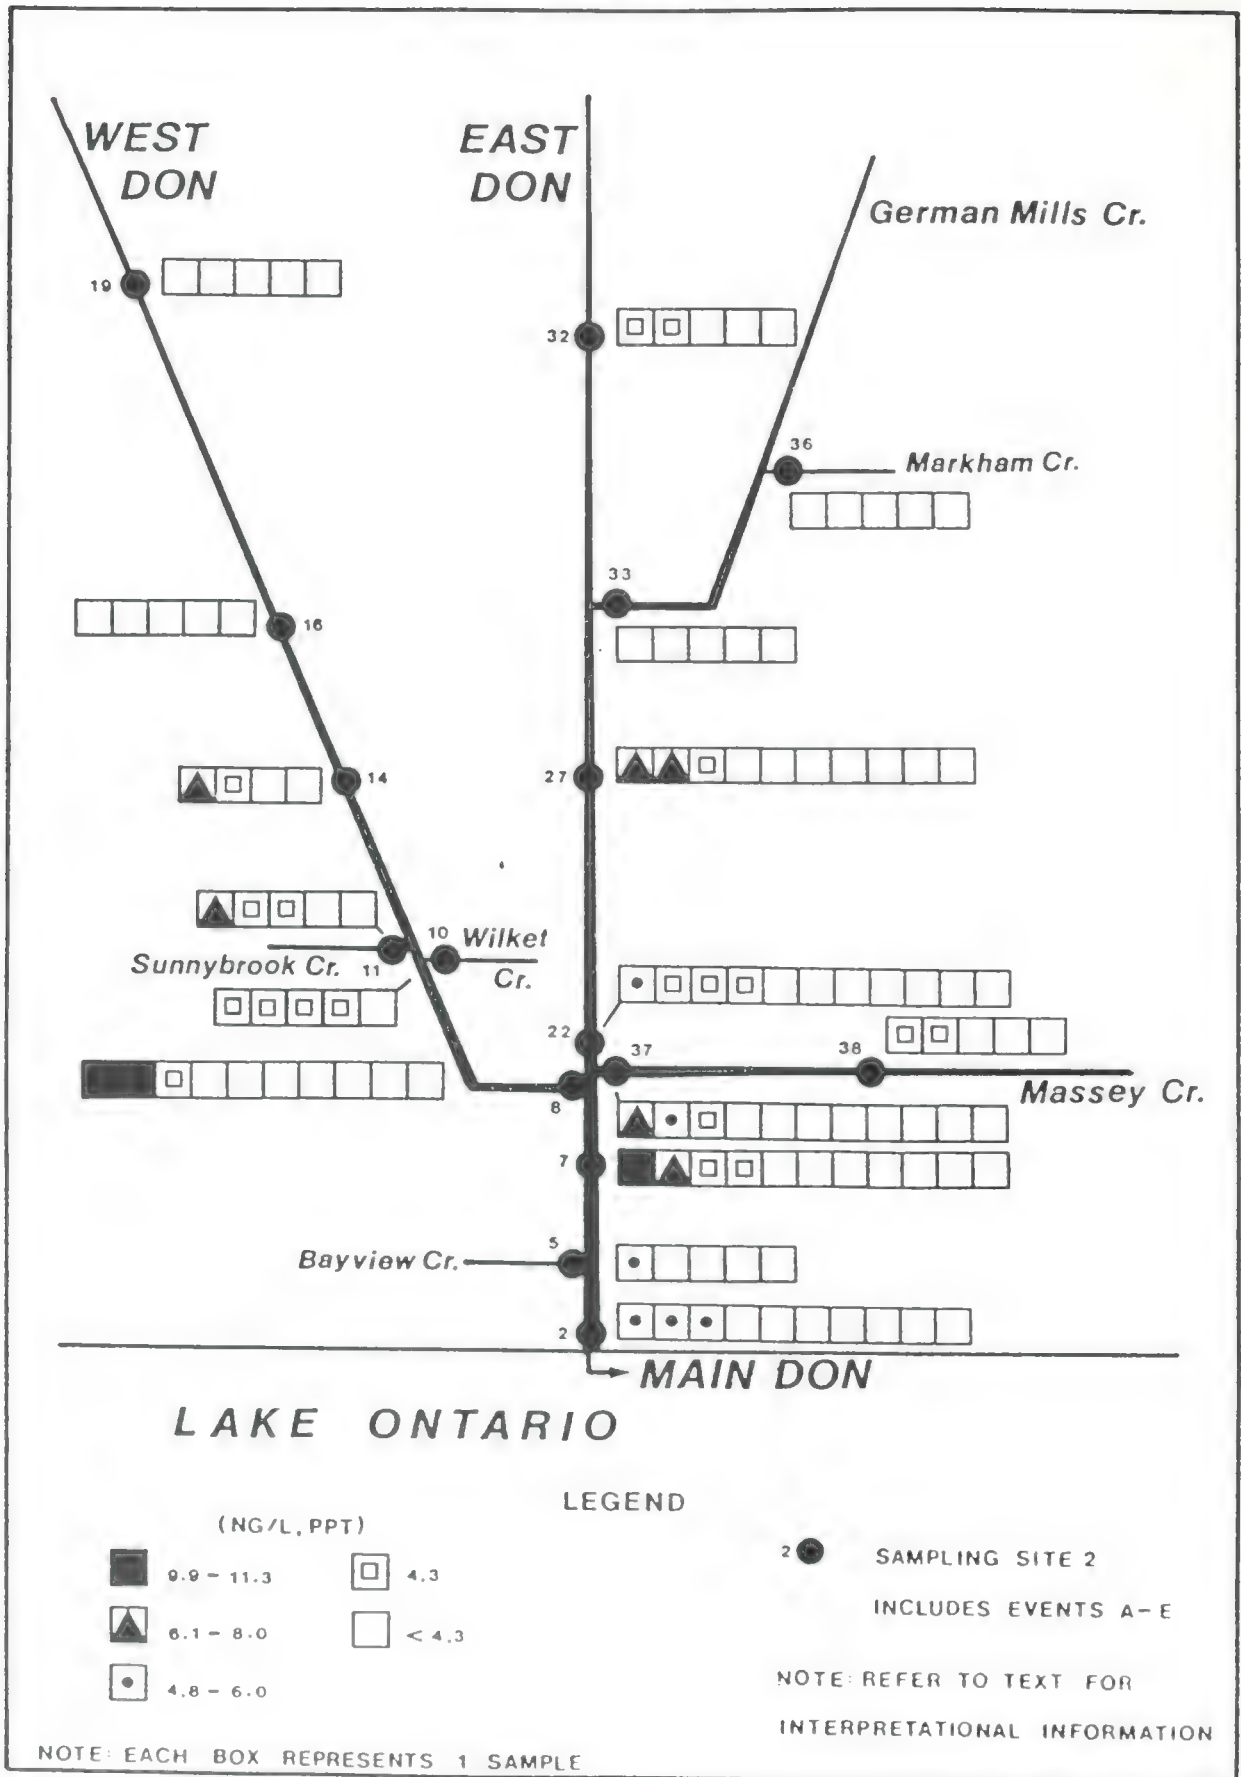 WEST
DON
EAST
DON
German Mills Cr.
19
32
36
Markham Cr.
33
16
27
14
10
Wilket
Cr.
Sunnybrook Cr.
11
22
37
38
Massey Cr.
8
7
5
Bayview Cr.
2
MAIN DON
LAKE ONTARIO
LEGEND
(NG/L, PPT)
9.9 - 11.3
4.3
6.1 - 8.0
< 4.3
4.8 - 6.0
2
SAMPLING SITE 2
INCLUDES EVENTS A-E
NOTE: REFER TO TEXT FOR
INTERPRETATIONAL INFORMATION
NOTE: EACH BOX REPRESENTS 1 SAMPLE